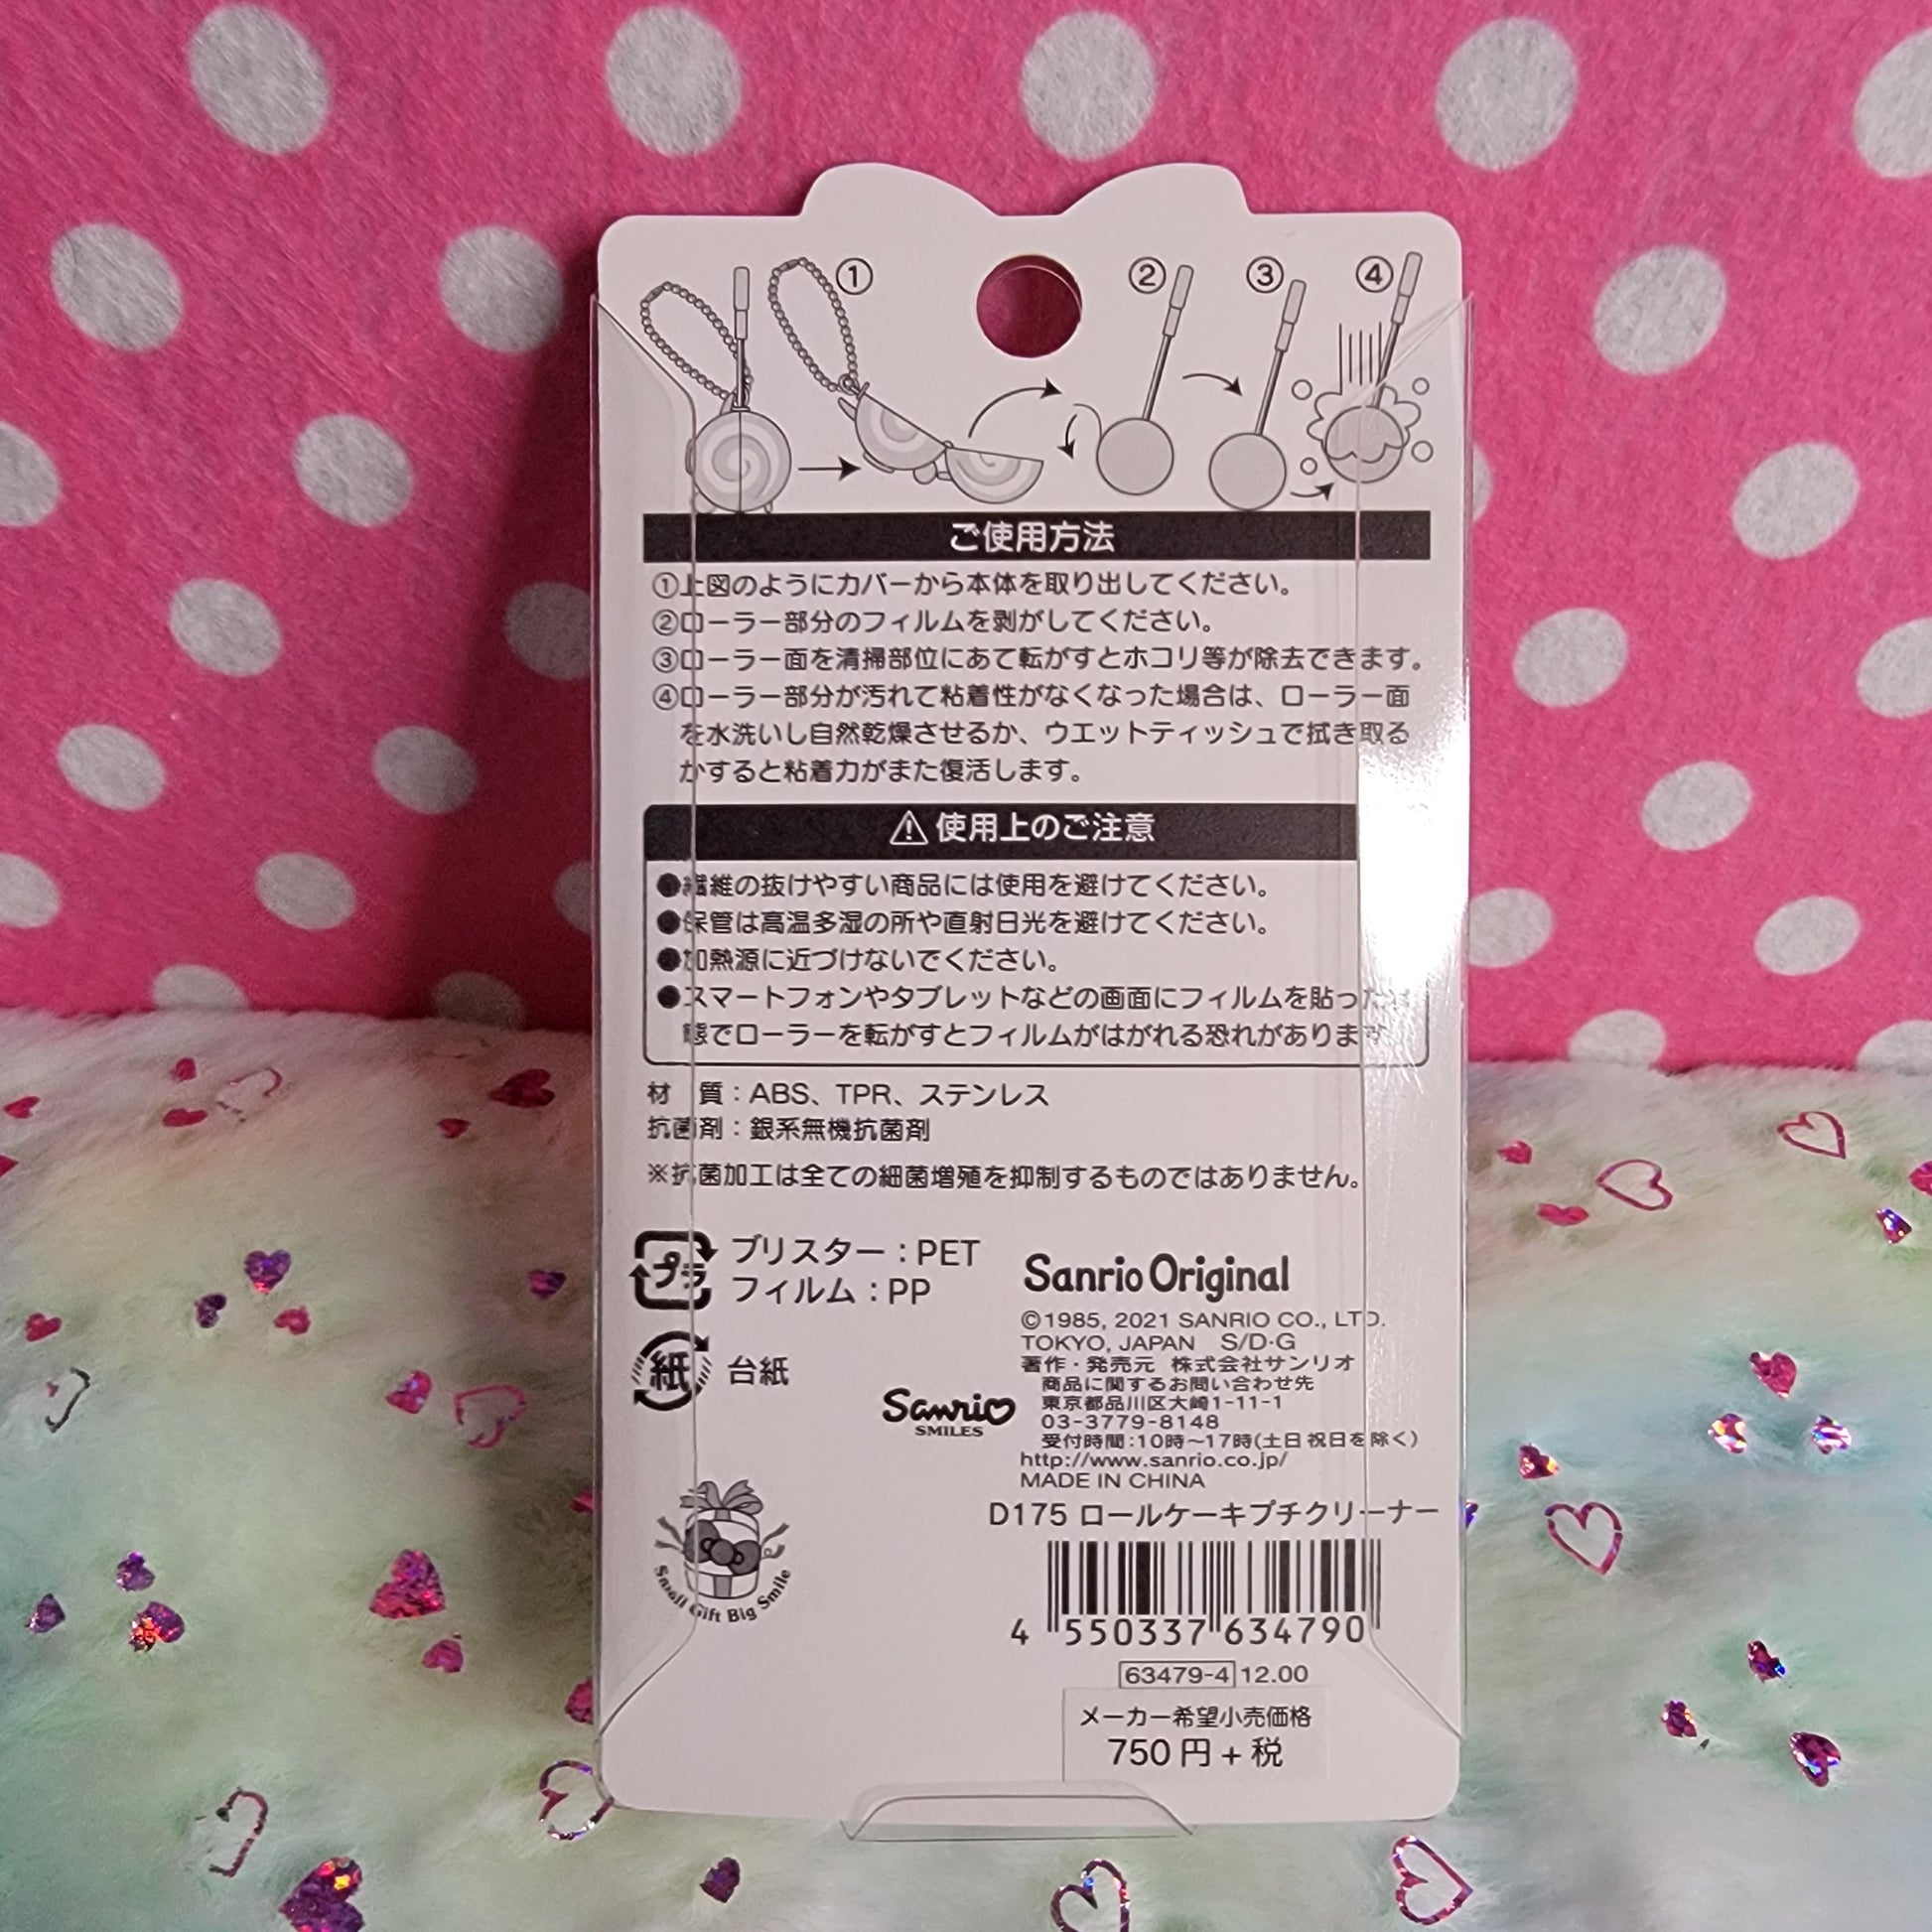 ① ② ③ ④
ご使用方法
①上図のようにカバーから本体を取り出してください。
②ローラー部分のフィルムを剥がしてください。
③ローラー面を清掃部位にあて転がすとホコリ等が除去できます。
④ローラー部分が汚れて粘着性がなくなった場合は、ローラー面
を水洗いし自然乾燥させるか、ウエットティッシュで拭き取る
かすると粘着力がまた復活します。
⚠使用上のご注意
●繊維の抜けやすい商品には使用を避けてください。
●保管は高温多湿の所や直射日光を避けてください。
●加熱源に近づけないでください。
●スマートフォンやタブレットなどの画面にフィルムを貼った状
態でローラーを転がすとフィルムがはがれる恐れがあります。
材 質：ABS、TPR、ステンレス
抗菌剤：銀系無機抗菌剤
※抗菌加工は全ての細菌増殖を抑制するものではありません。
プラ ブリスター：PET
フィルム：PP
紙 台紙
Sanrio Original
©1985, 2021 SANRIO CO., LTD.
TOKYO, JAPAN S/D·G
著作・発売元 株式会社サンリオ
商品に関するお問い合わせ先
東京都品川区大崎1-11-1
03-3779-8148
受付時間:10時～17時(土日祝日を除く)
http://www.sanrio.co.jp/
MADE IN CHINA
Sanrio
SMILES
D175 ロールケーキプチクリーナー
Small Gift Big Smile
4 550337 634790
63479-4 12.00
メーカー希望小売価格
750円+税